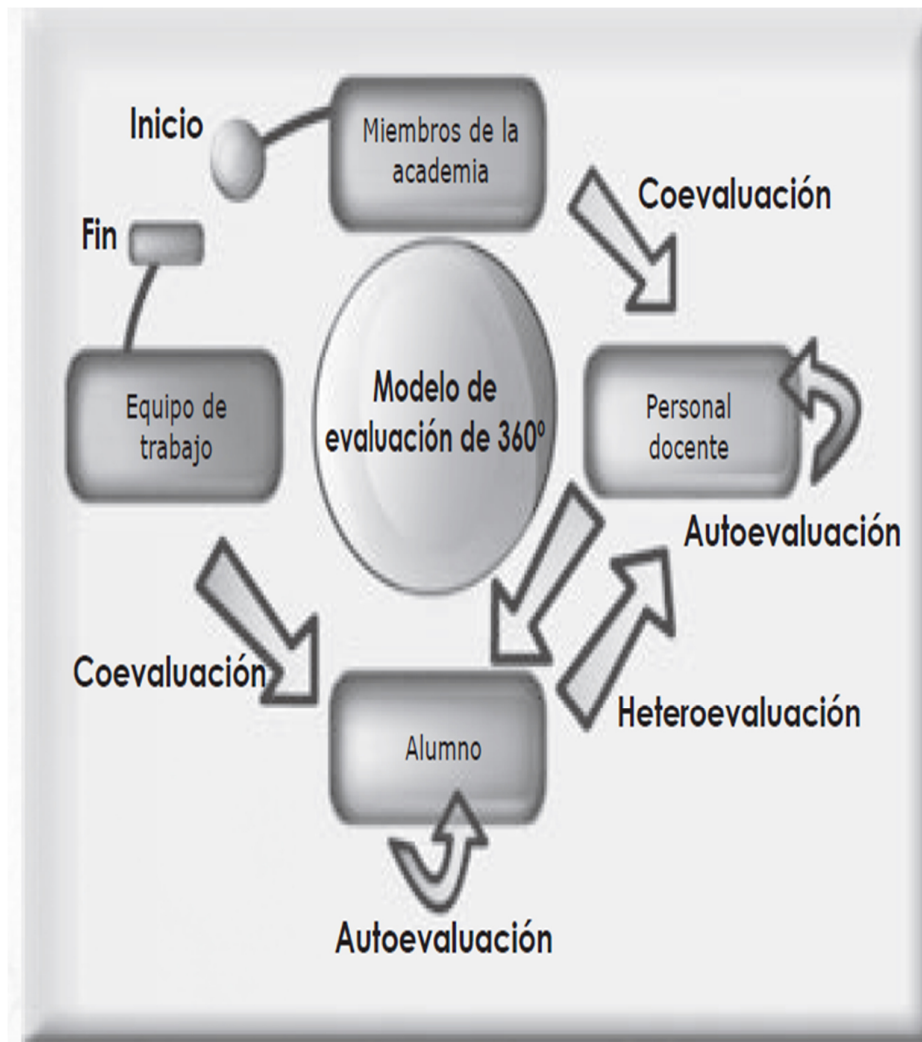 Inicio
Miembros de la
academia
Coevaluación
Fin
Equipo de
trabajo
Modelo de
evaluación de 360º
Personal
docente
Autoevaluación
Coevaluación
Heteroevaluación
Alumno
Autoevaluación